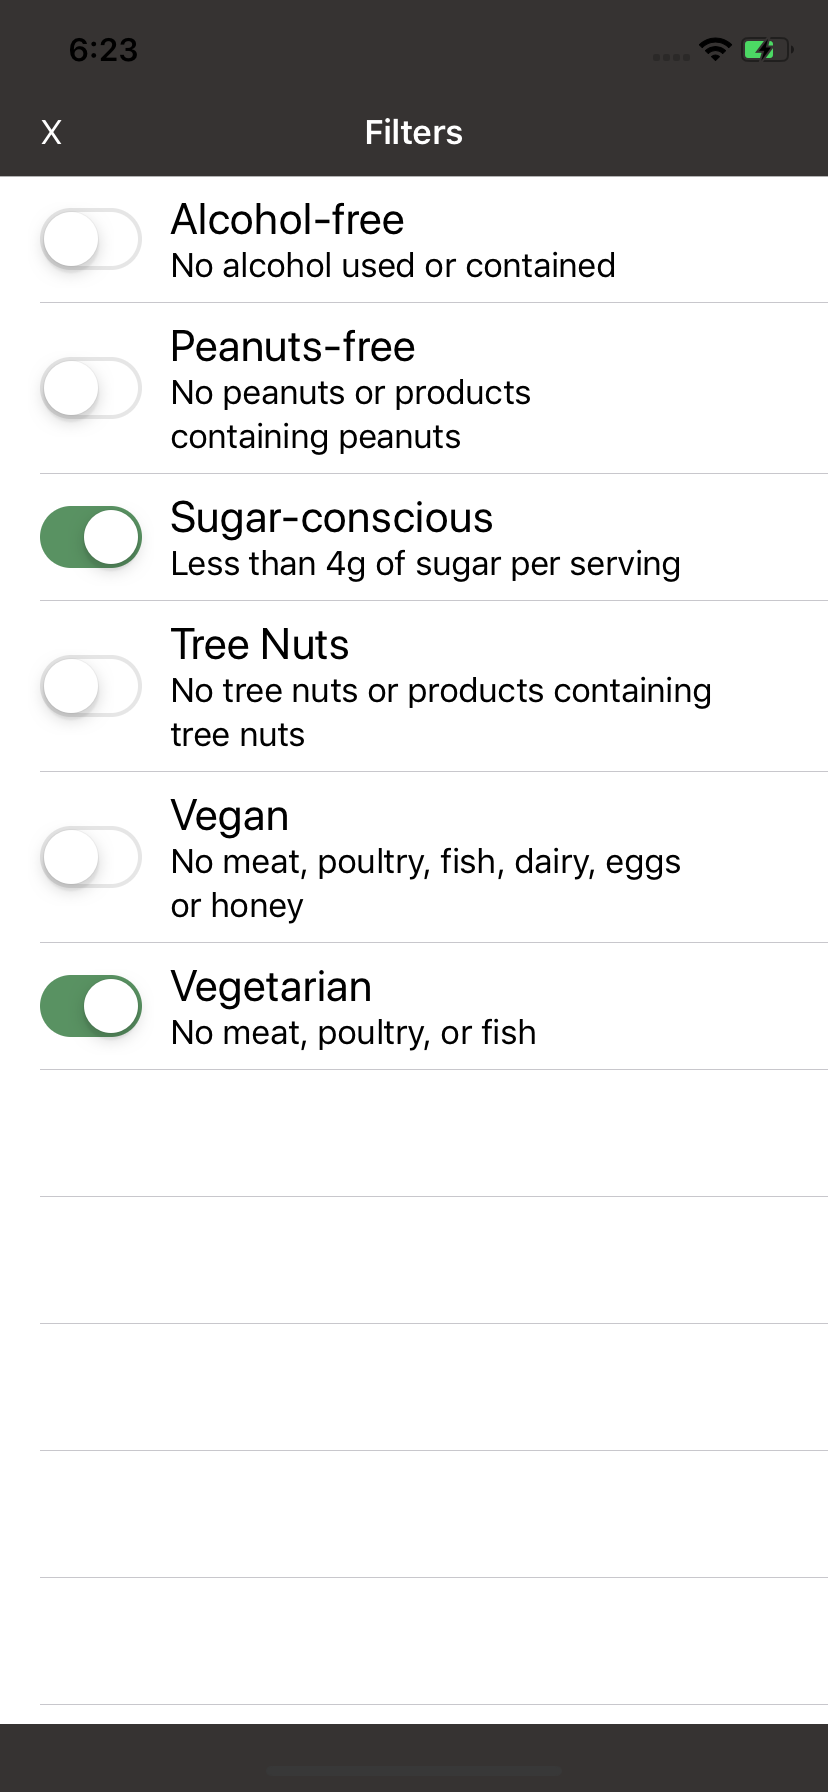 6:23
X Filters
Alcohol-free
No alcohol used or contained
Peanuts-free
No peanuts or products
containing peanuts
Sugar-conscious
Less than 4g of sugar per serving
Tree Nuts
No tree nuts or products containing
tree nuts
Vegan
No meat, poultry, fish, dairy, eggs
or honey
Vegetarian
No meat, poultry, or fish